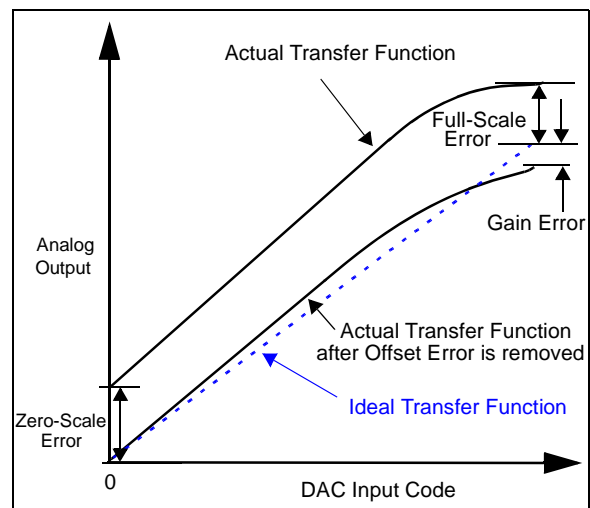 Actual Transfer Function
Full-Scale
Error
Gain Error
Analog
Output
Actual Transfer Function
after Offset Error is removed
Ideal Transfer Function
Zero-Scale
Error
0
DAC Input Code